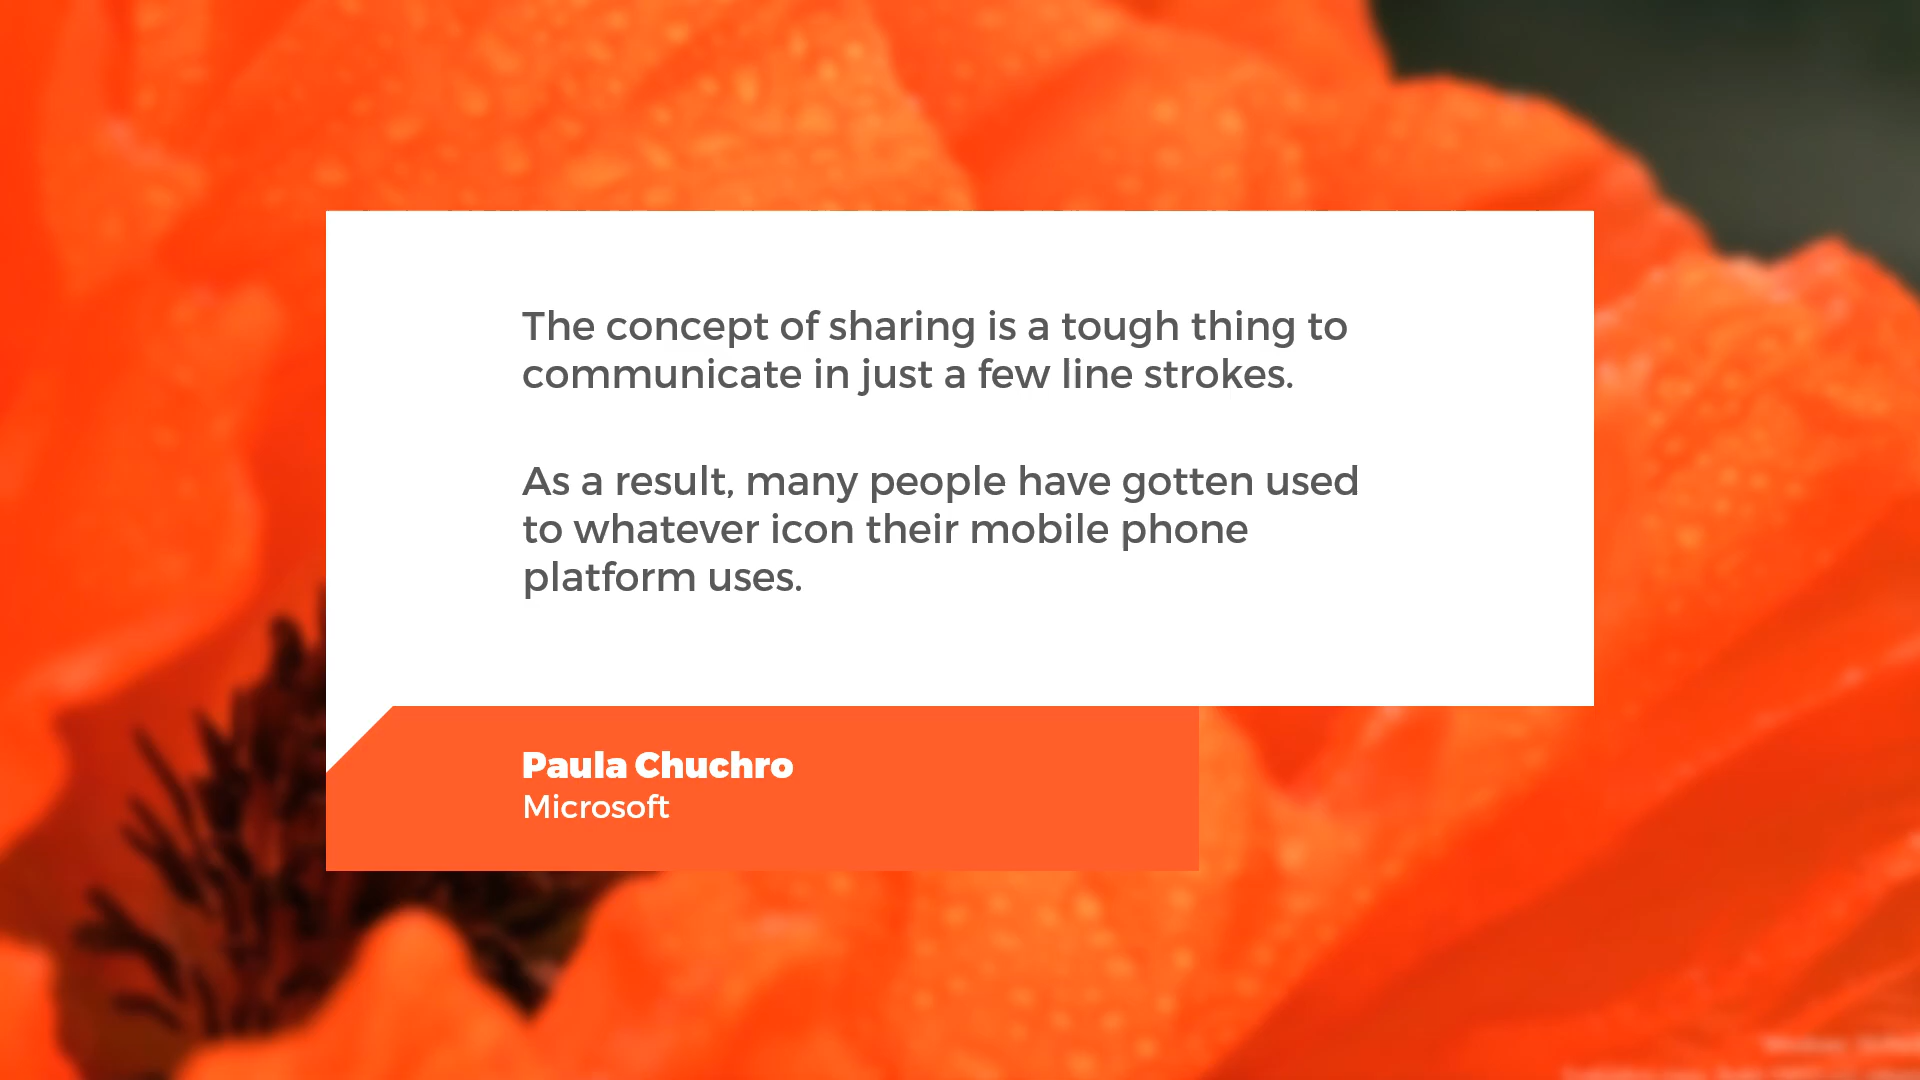 The concept of sharing is a tough thing to
communicate in just a few line strokes.
As a result, many people have gotten used
to whatever icon their mobile phone
platform uses.
Paula Chuchro
Microsoft